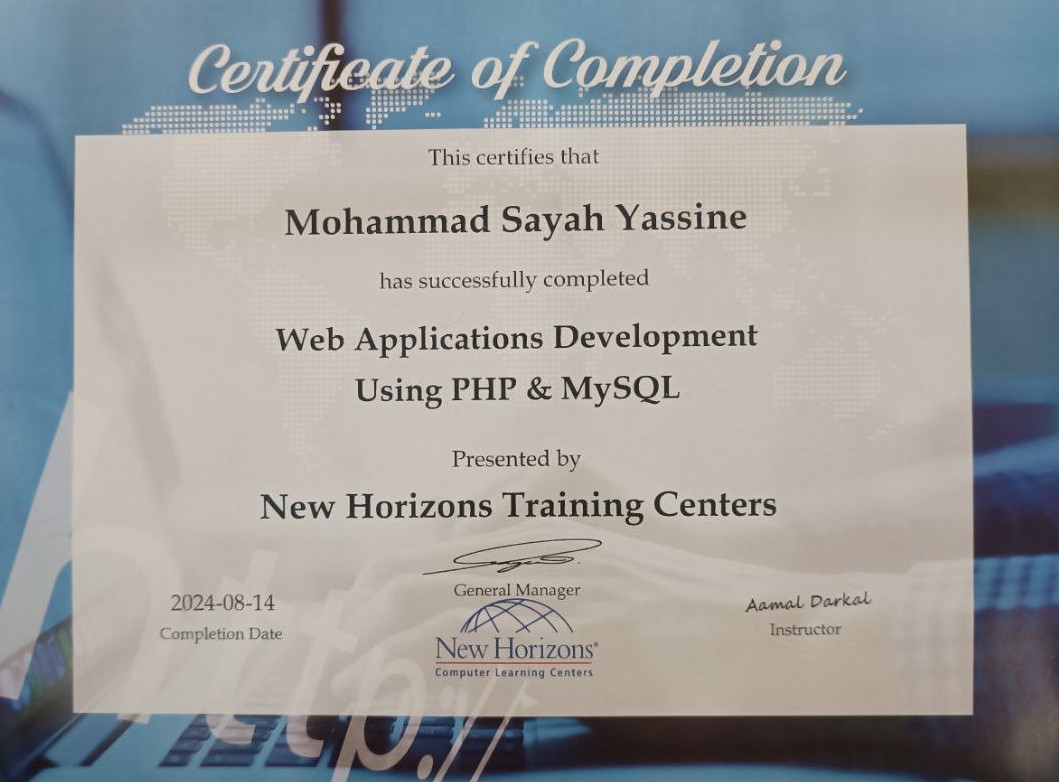 Certificate of Completion
This certifies that
Mohammad Sayah Yassine
has successfully completed
Web Applications Development
Using PHP & MySQL
Presented by
New Horizons Training Centers
General Manager
2024-08-14
Completion Date
New Horizons®
Computer Learning Centers
Aamal Darkal
Instructor
http://